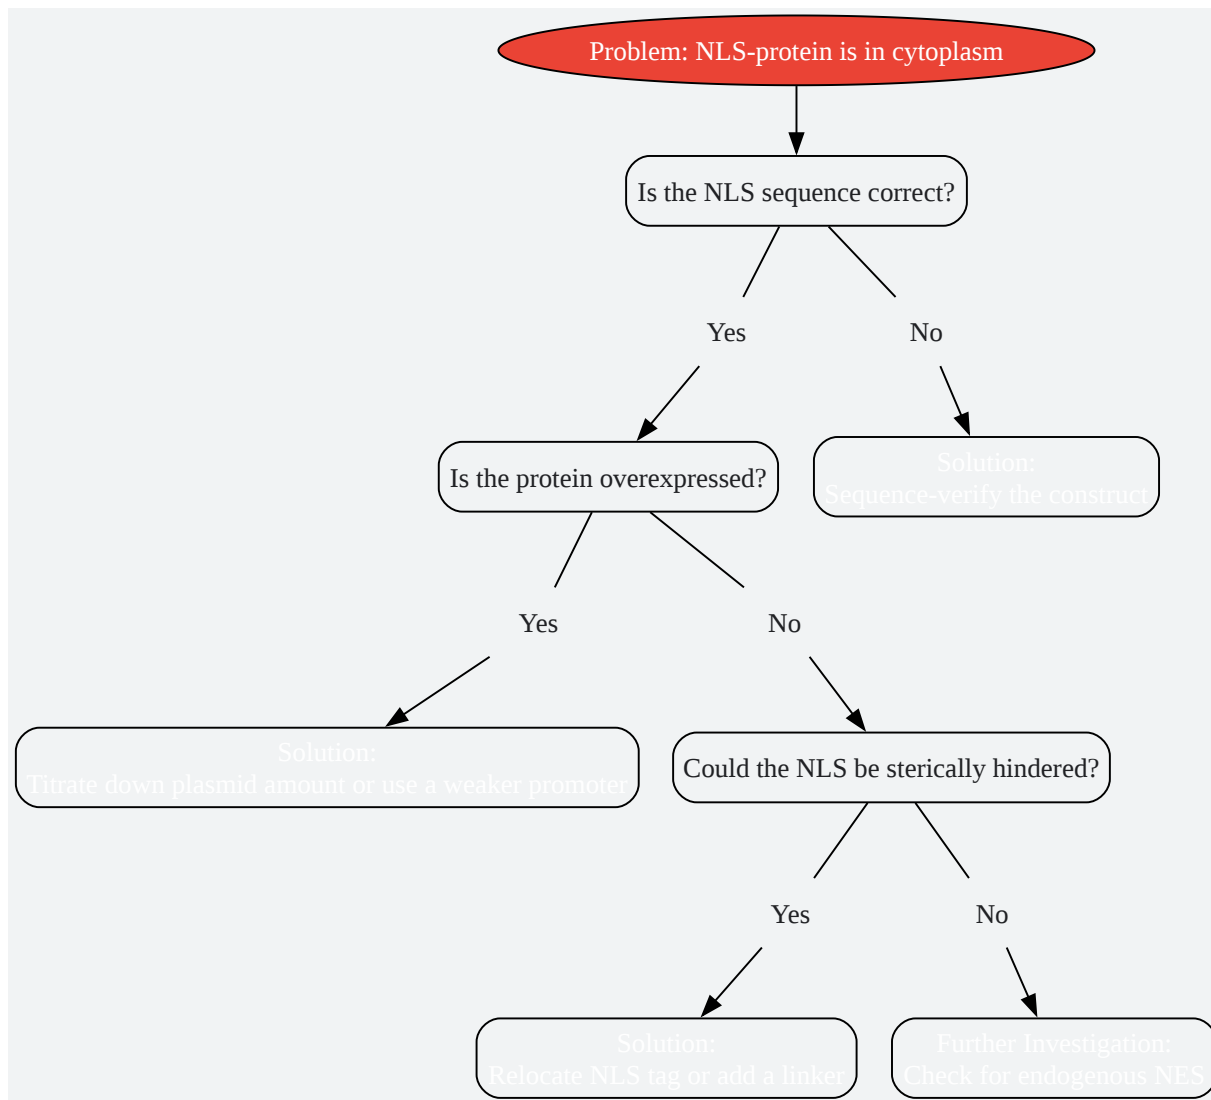 Problem: NLS-protein is in cytoplasm
Is the NLS sequence correct?
Yes
No
Is the protein overexpressed?
Solution:
Sequence-verify the construct
Yes
No
Solution:
Titrate down plasmid amount or use a weaker promoter
Could the NLS be sterically hindered?
Yes
No
Solution:
Relocate NLS tag or add a linker
Further Investigation:
Check for endogenous NES